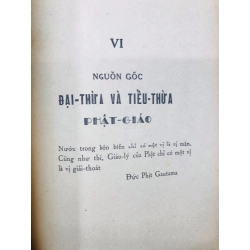 VI
NGUỒN GỐC
ĐẠI-THỪA VÀ TIỂU-THỪA
PHẬT-GIÁO
Nước trong bốn biển chỉ có một vị là vị mặn.
Cũng như thế, Giáo-lý của Phật chỉ có một vị
là vị giải-thoát
Đức Phật Gautama